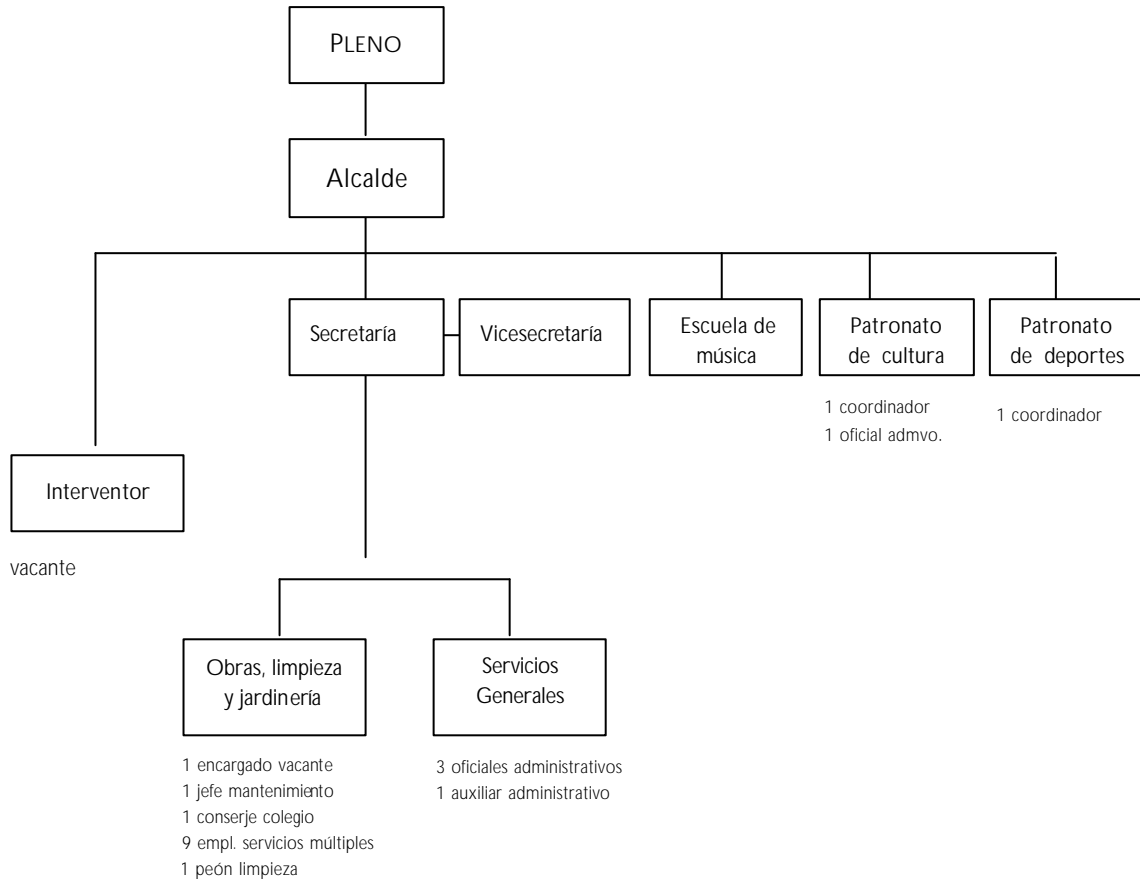 PLENO
Alcalde
Secretaría
Vicesecretaría
Escuela de
música
Patronato
de cultura
Patronato
de deportes
1 coordinador
1 oficial admvo.
1 coordinador
Interventor
vacante
Obras, limpieza
y jardinería
Servicios
Generales
1 encargado vacante
1 jefe mantenimiento
1 conserje colegio
9 empl. servicios múltiples
1 peón limpieza
3 oficiales administrativos
1 auxiliar administrativo